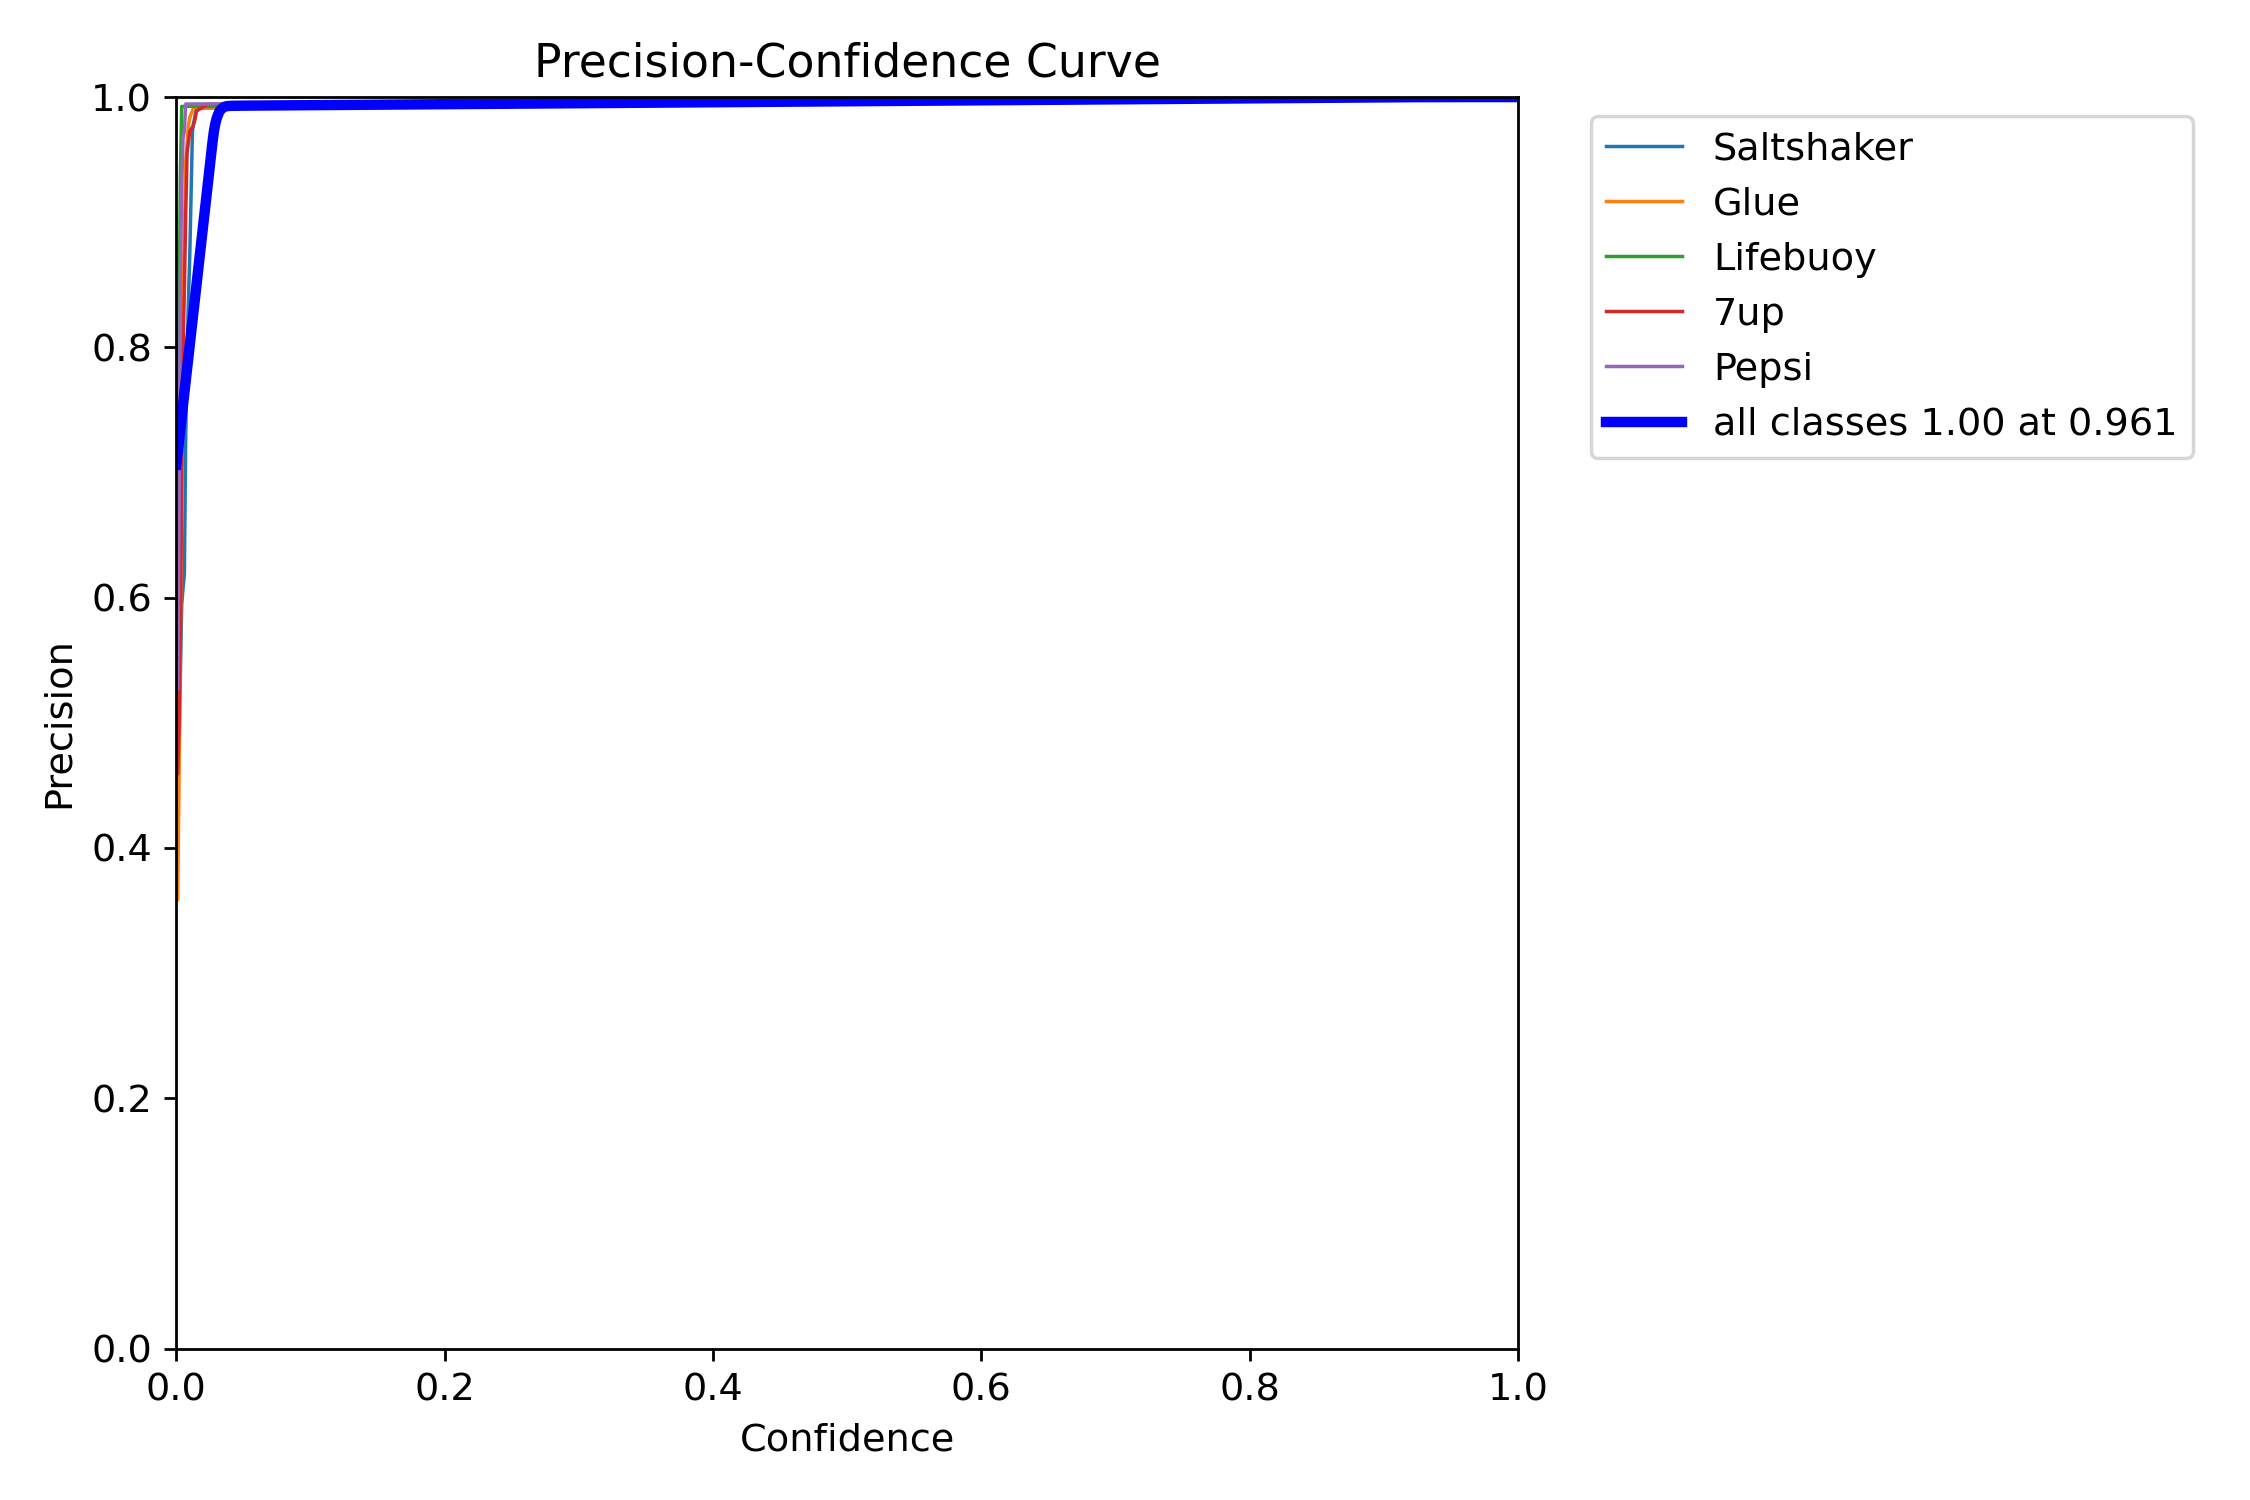 Precision-Confidence Curve
1.0
0.8
0.6
0.4
0.2
0.0
Precision
0.0 0.2 0.4 0.6 0.8 1.0
Confidence
Saltshaker
Glue
Lifebuoy
7up
Pepsi
all classes 1.00 at 0.961